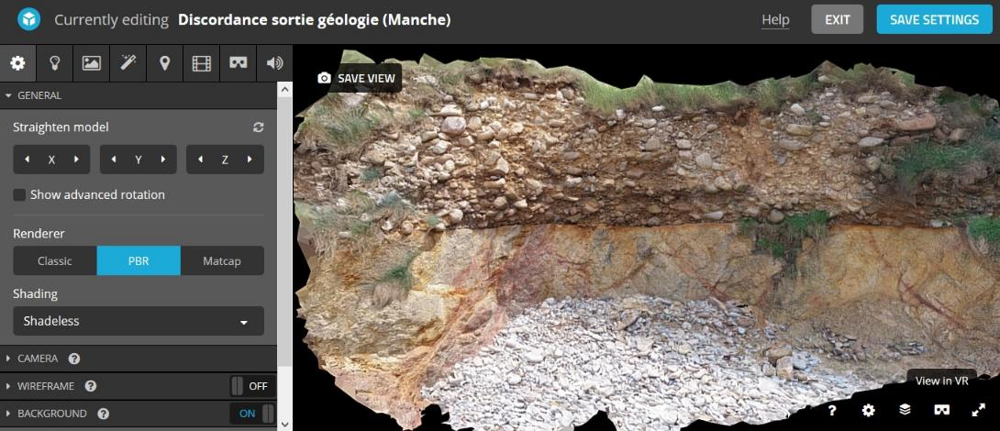 Currently editing Discordance sortie géologie (Manche)
Help
EXIT
SAVE SETTINGS
GENERAL
SAVE VIEW
Straighten model
X Y Z
Show advanced rotation
Renderer
Classic PBR Matcap
Shading
Shadeless
CAMERA ?
WIREFRAME ? OFF
BACKGROUND ? ON
View in VR
?